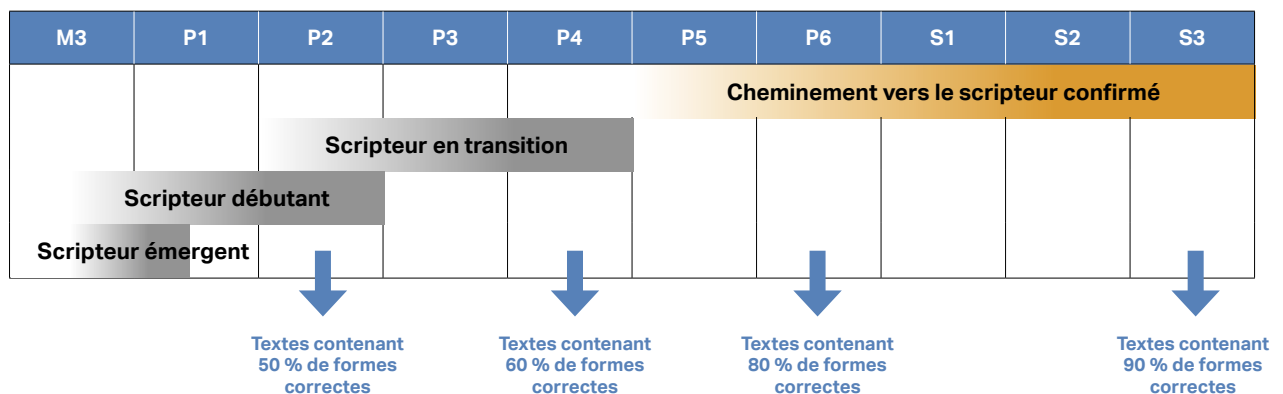 M3 P1 P2 P3 P4 P5 P6 S1 S2 S3
Cheminement vers le scripteur confirmé
Scripteur en transition
Scripteur débutant
Scripteur émergent
Textes contenant
50 % de formes
correctes
Textes contenant
60 % de formes
correctes
Textes contenant
80 % de formes
correctes
Textes contenant
90 % de formes
correctes